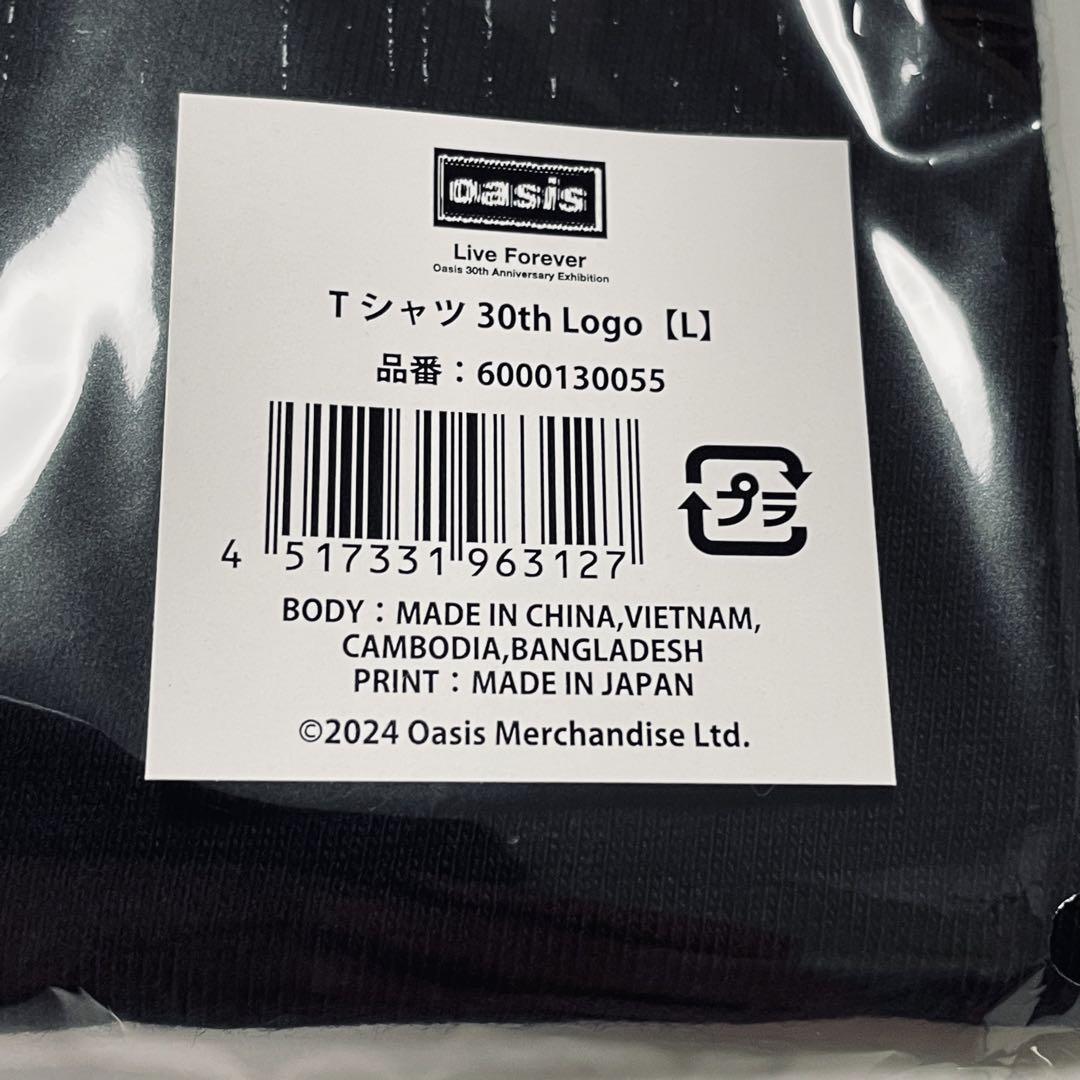 oasis
Live Forever
Oasis 30th Anniversary Exhibition
Tシャツ 30th Logo【L】
品番：6000130055
プラ
4 517331 963127
BODY：MADE IN CHINA,VIETNAM,
CAMBODIA,BANGLADESH
PRINT：MADE IN JAPAN
©2024 Oasis Merchandise Ltd.